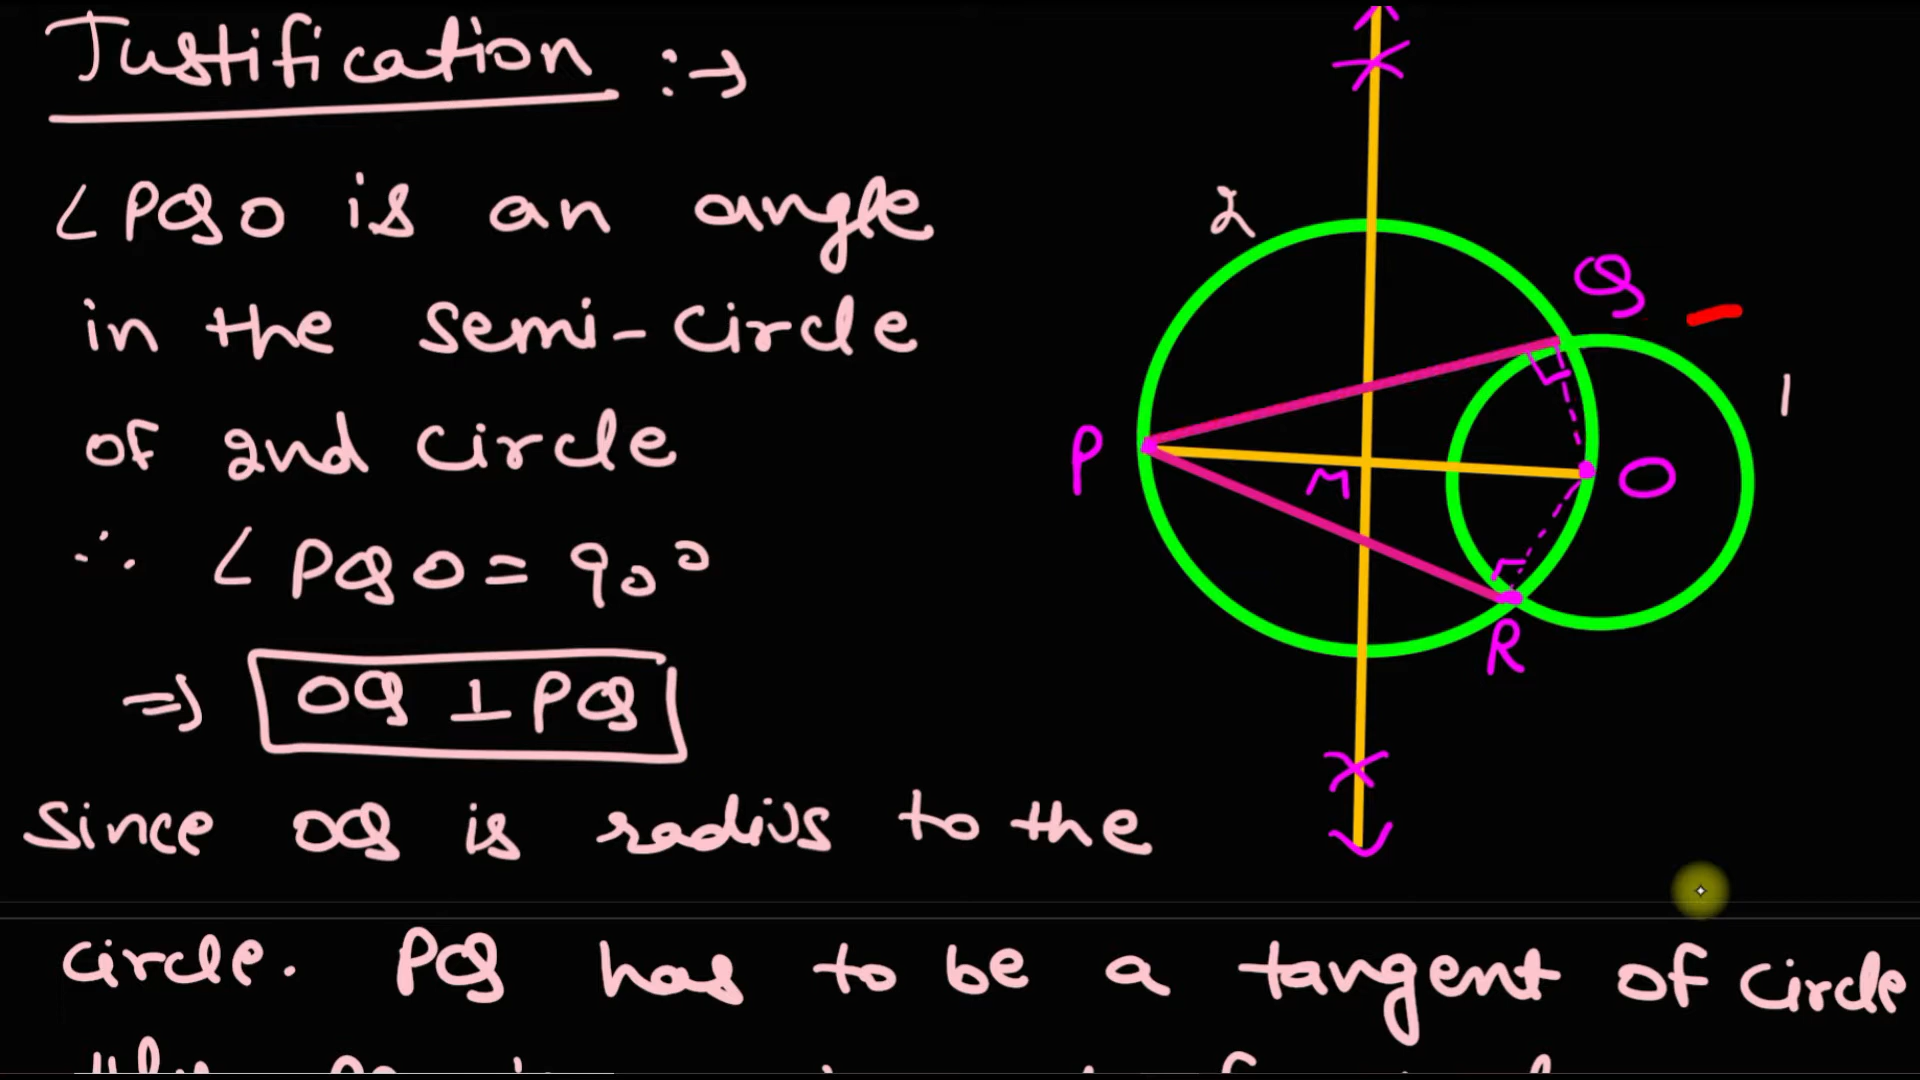 Justification :→
∠PQO is an angle
in the semi-circle
of 2nd circle
∴ ∠PQO = 90°
⇒ OQ ⊥ PQ
Since OQ is radius to the
circle. PQ has to be a tangent of circle
2
Q
1
P
M
O
R